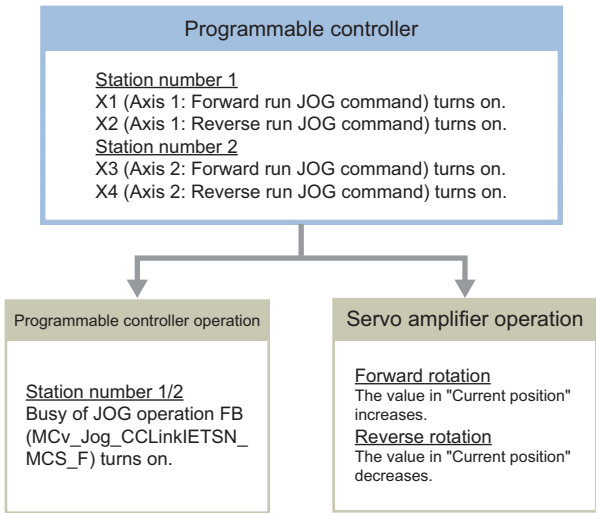 Programmable controller
Station number 1
X1 (Axis 1: Forward run JOG command) turns on.
X2 (Axis 1: Reverse run JOG command) turns on.
Station number 2
X3 (Axis 2: Forward run JOG command) turns on.
X4 (Axis 2: Reverse run JOG command) turns on.
Programmable controller operation
Station number 1/2
Busy of JOG operation FB
(MCv_Jog_CCLinkIETSN_
MCS_F) turns on.
Servo amplifier operation
Forward rotation
The value in "Current position"
increases.
Reverse rotation
The value in "Current position"
decreases.